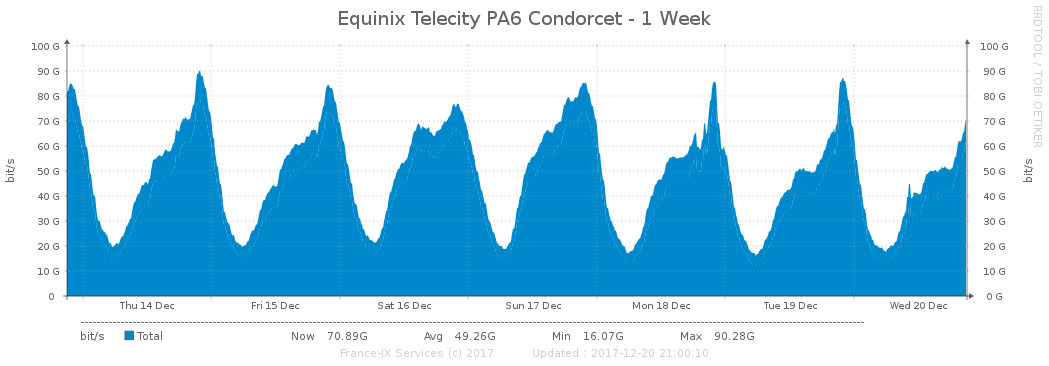 Equinix Telecity PA6 Condorcet - 1 Week
RRDTOOL / TOBI OETIKER
bit/s
bit/s
100 G 100 G
90 G 90 G
80 G 80 G
70 G 70 G
60 G 60 G
50 G 50 G
40 G 40 G
30 G 30 G
20 G 20 G
10 G 10 G
0 0 G
Thu 14 Dec Fri 15 Dec Sat 16 Dec Sun 17 Dec Mon 18 Dec Tue 19 Dec Wed 20 Dec
bit/s Total Now 70.89G Avg 49.26G Min 16.07G Max 90.28G
France-IX Services (c) 2017 Updated : 2017-12-20 21:00:10